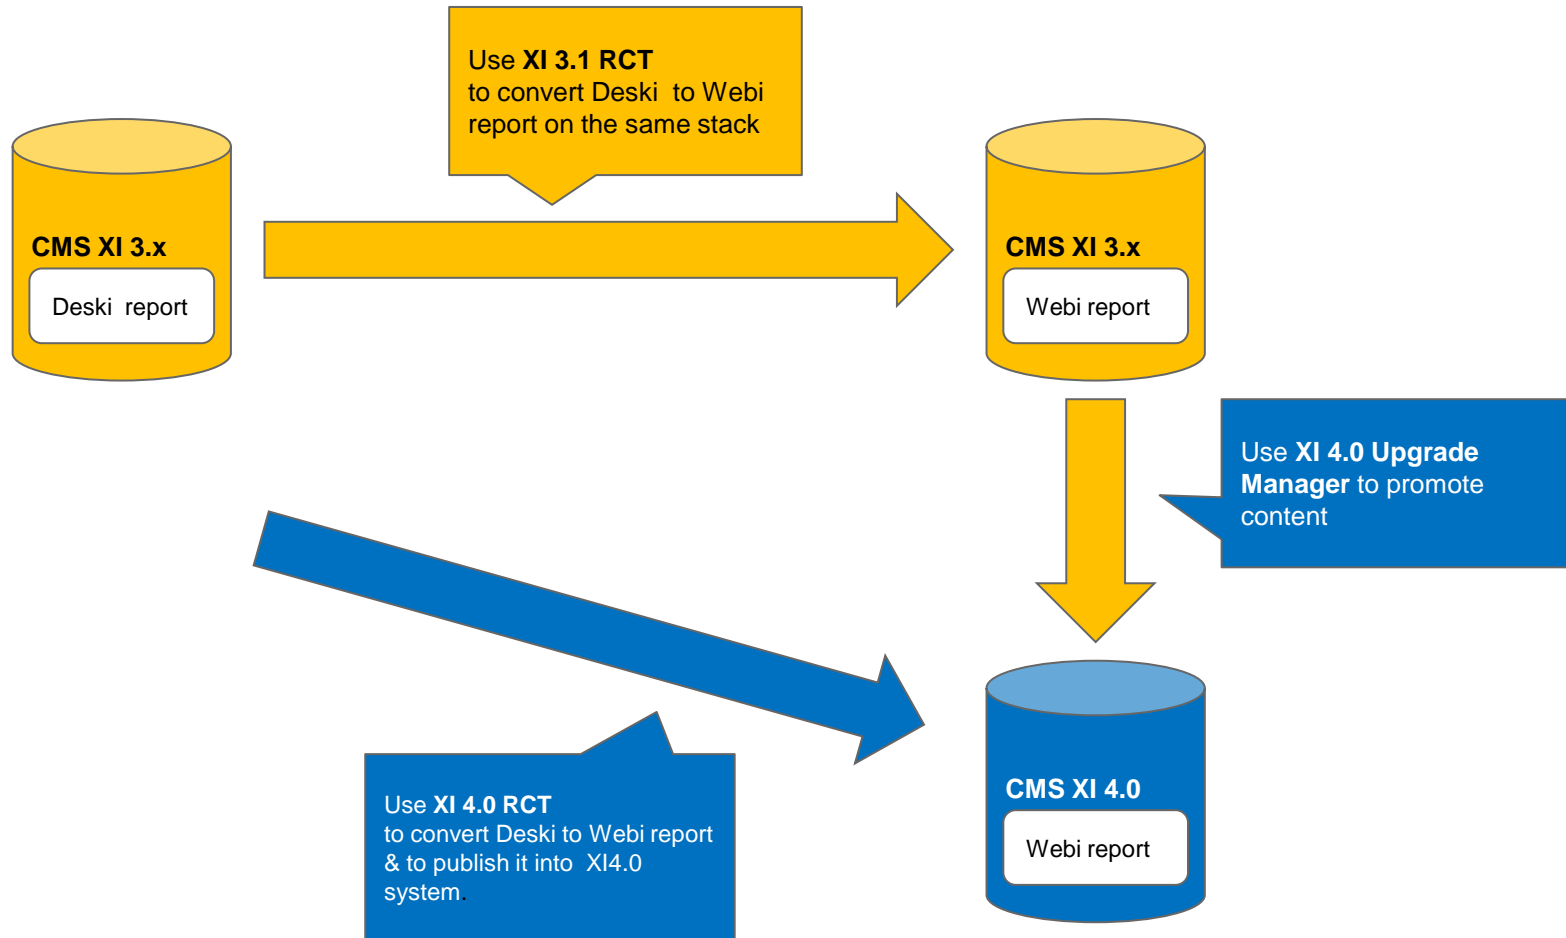 Use XI 3.1 RCT
to convert Deski to Webi
report on the same stack
CMS XI 3.x
Deski report
CMS XI 3.x
Webi report
Use XI 4.0 Upgrade
Manager to promote
content
Use XI 4.0 RCT
to convert Deski to Webi report
& to publish it into XI4.0
system.
CMS XI 4.0
Webi report